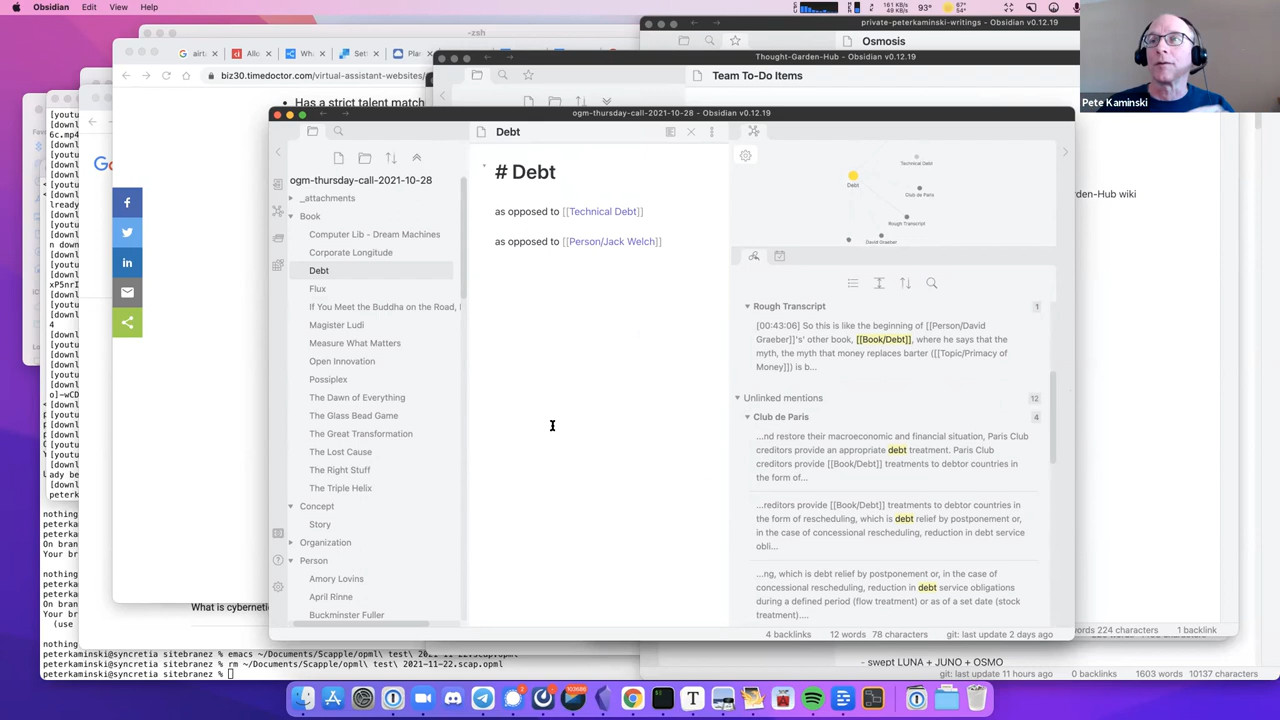 Obsidian Edit View Help
161 KB/s
49 KB/s
93°
67°
54°
private-peterkaminski-writings - Obsidian v0.12.19
-zsh
Osmosis
Thought-Garden-Hub - Obsidian v0.12.19
biz30.timedoctor.com/virtual-assistant-websites/
Team To-Do Items
Has a strict talent match
Pete Kaminski
ogm-thursday-call-2021-10-28 - Obsidian v0.12.19
Debt
ogm-thursday-call-2021-10-28
_attachments
Book
Computer Lib - Dream Machines
Corporate Longitude
Debt
Flux
If You Meet the Buddha on the Road,
Magister Ludi
Measure What Matters
Open Innovation
Possiplex
The Dawn of Everything
The Glass Bead Game
The Great Transformation
The Lost Cause
The Right Stuff
The Triple Helix
Concept
Story
Organization
Person
Amory Lovins
April Rinne
Buckminster Fuller
# Debt
as opposed to [[Technical Debt]]
as opposed to [[Person/Jack Welch]]
Technical Debt
Debt
Club de Paris
Rough Transcript
David Graeber
Rough Transcript 1
[00:43:06] So this is like the beginning of [[Person/David
Graeber]]'s' other book, [[Book/Debt]], where he says that the
myth, the myth that money replaces barter ([[Topic/Primacy of
Money]]) is b...
Unlinked mentions 12
Club de Paris 4
...nd restore their macroeconomic and financial situation, Paris Club
creditors provide an appropriate debt treatment. Paris Club
creditors provide [[Book/Debt]] treatments to debtor countries in
the form of...
...reditors provide [[Book/Debt]] treatments to debtor countries in
the form of rescheduling, which is debt relief by postponement or,
in the case of concessional rescheduling, reduction in debt service
obli...
...ng, which is debt relief by postponement or, in the case of
concessional rescheduling, reduction in debt service obligations
during a defined period (flow treatment) or as of a set date (stock
treatment)....
4 backlinks 12 words 78 characters git: last update 2 days ago
rden-Hub wiki
words 224 characters 1 backlink
- swept LUNA + JUNO + OSMO
git: last update 11 hours ago 0 backlinks 1603 words 10137 characters
What is cyberneti
peterkaminski@syncretia sitebranez % emacs ~/Documents/Scapple/opml\ test\ 2021-11-22.scap.opml
peterkaminski@syncretia sitebranez % rm ~/Documents/Scapple/opml\ test\ 2021-11-22.scap.opml
peterkaminski@syncretia sitebranez %